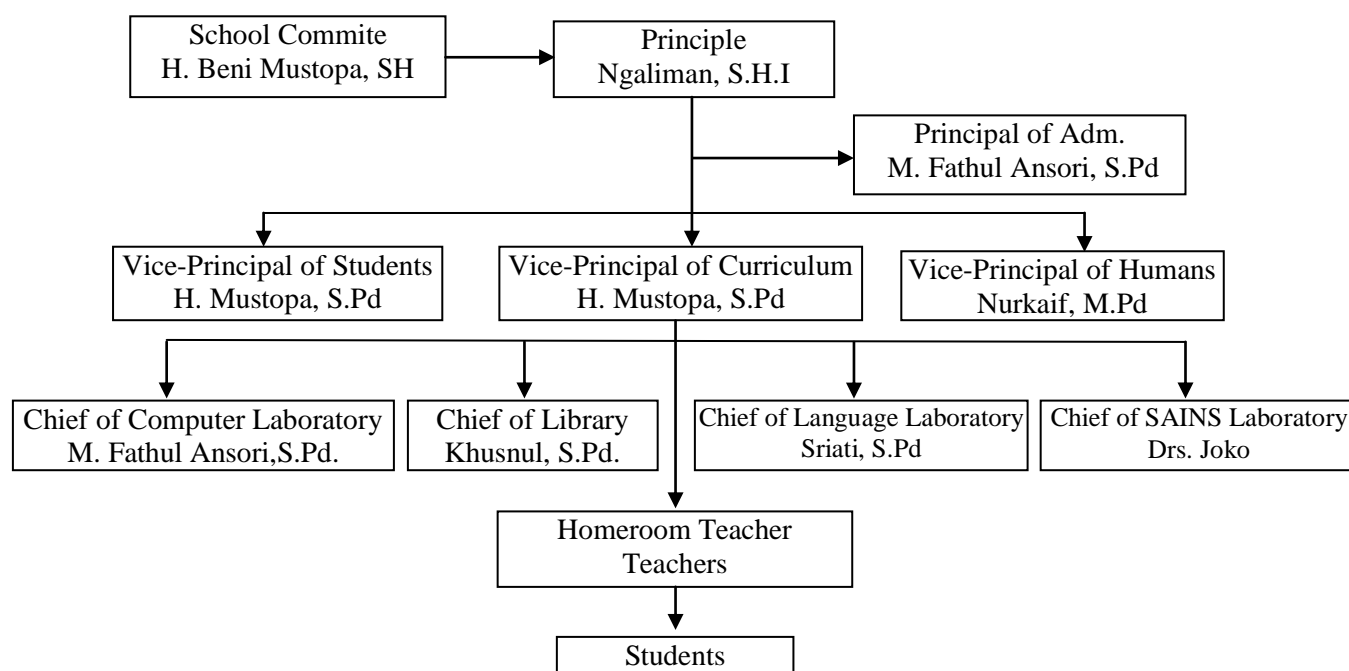 School Commite
H. Beni Mustopa, SH
Principle
Ngaliman, S.H.I
Principal of Adm.
M. Fathul Ansori, S.Pd
Vice-Principal of Students
H. Mustopa, S.Pd
Vice-Principal of Curriculum
H. Mustopa, S.Pd
Vice-Principal of Humans
Nurkaif, M.Pd
Chief of Computer Laboratory
M. Fathul Ansori,S.Pd.
Chief of Library
Khusnul, S.Pd.
Chief of Language Laboratory
Sriati, S.Pd
Chief of SAINS Laboratory
Drs. Joko
Homeroom Teacher
Teachers
Students